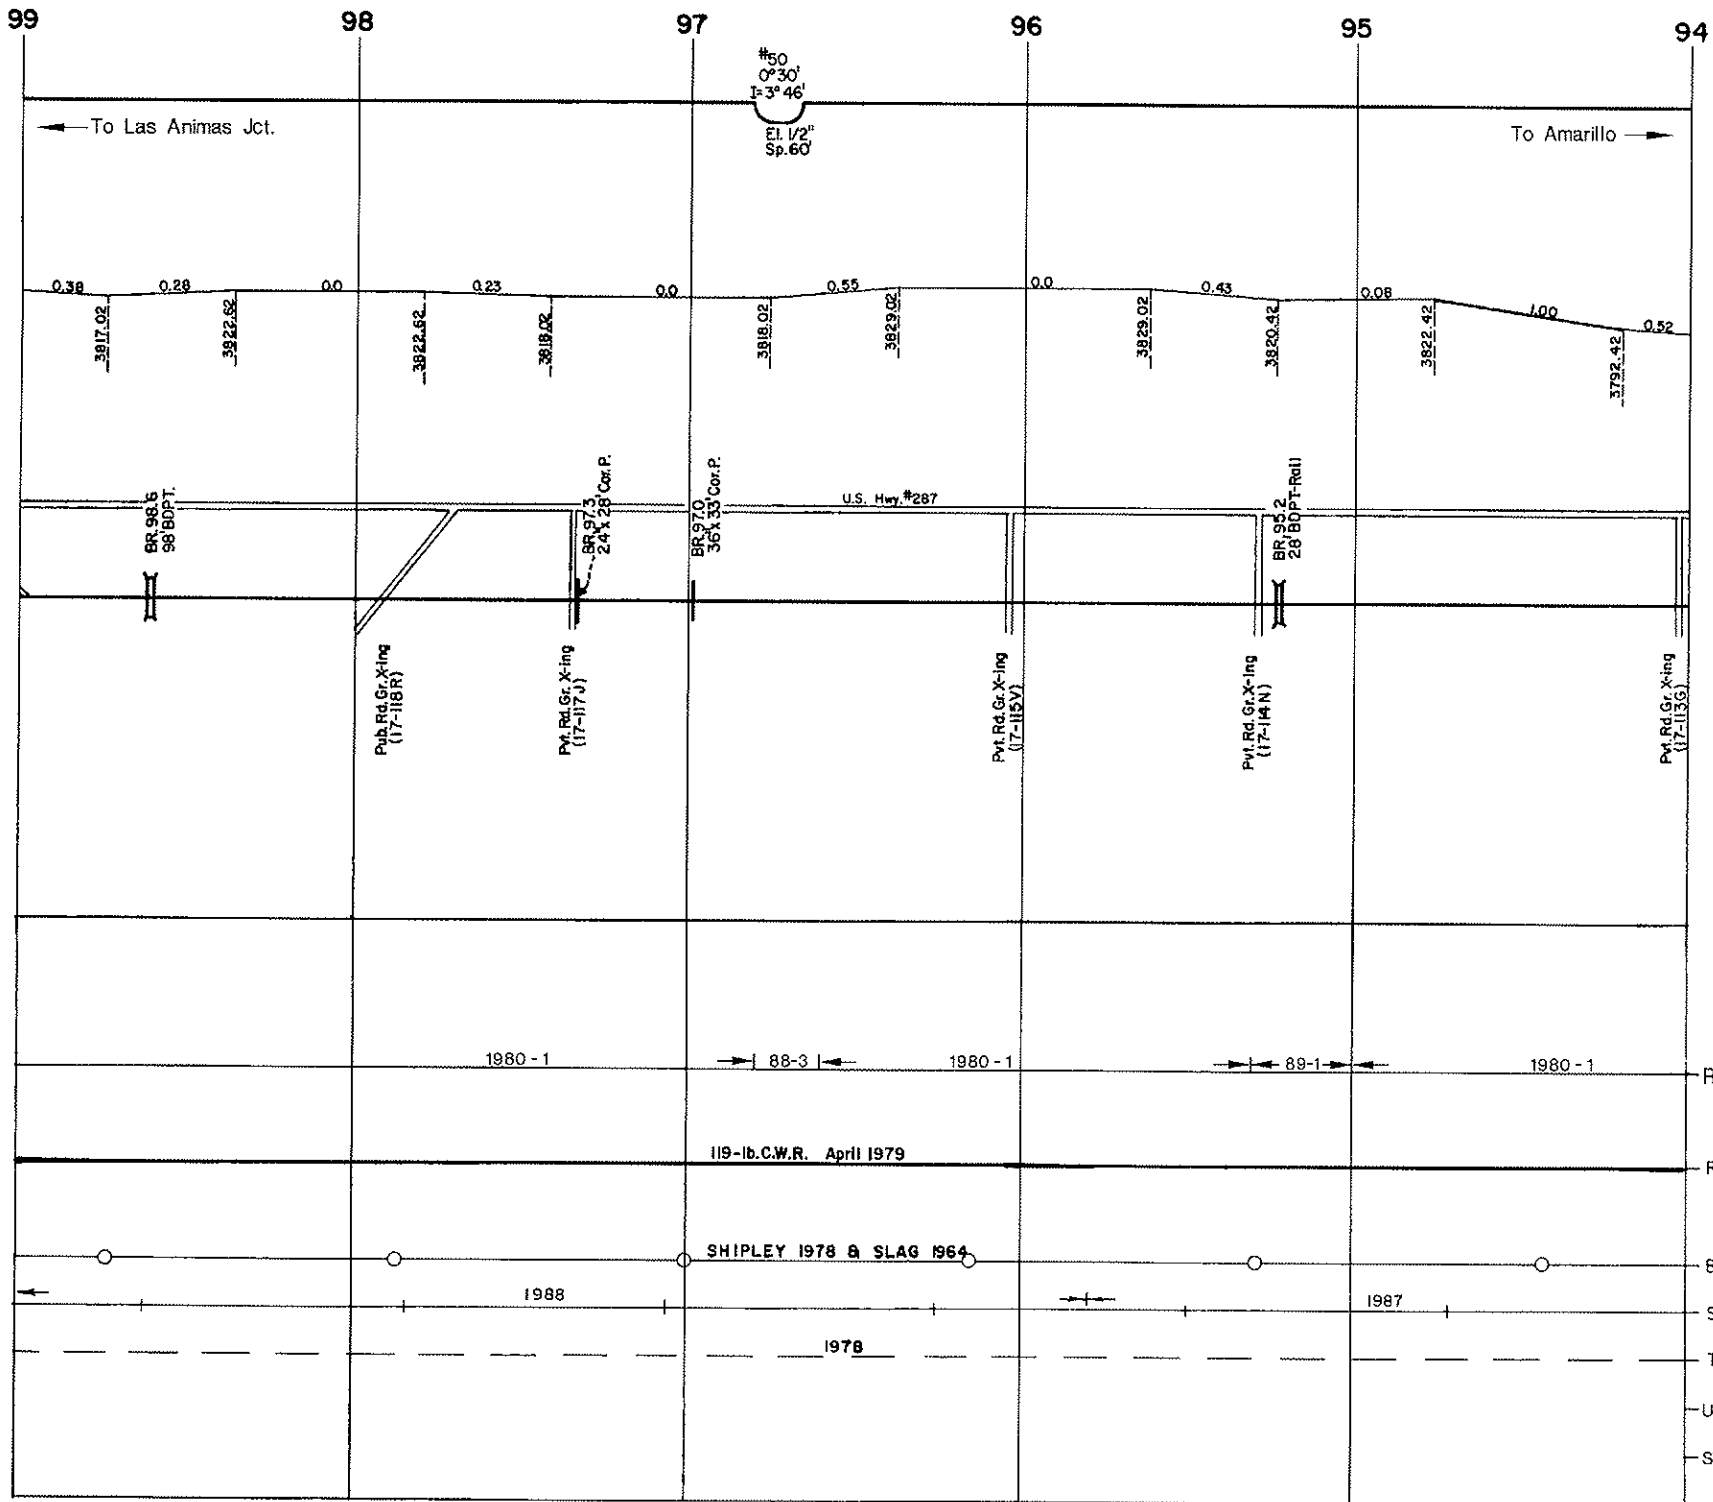 99
98
97
96
95
94
#50
0°30'
I=3°46'
El. 1/2"
Sp. 60'
To Las Animas Jct.
To Amarillo
0.38
0.28
0.0
0.23
0.0
0.55
0.0
0.43
0.08
1.00
0.52
3817.02
3822.62
3822.62
3818.02
3818.02
3829.02
3829.02
3820.42
3822.42
3792.42
U.S. Hwy. #287
BR. 98.6
98' BDPT.
BR. 97.3
24" x 28' Cor. P.
BR. 97.0
36" x 33' Cor. P.
BR. 95.2
28' BDPT-Rail
Pub. Rd. Gr. X-ing
(17-118R)
Pvt. Rd. Gr. X-ing
(17-117J)
Pvt. Rd. Gr. X-ing
(17-115V)
Pvt. Rd. Gr. X-ing
(17-114N)
Pvt. Rd. Gr. X-ing
(17-113G)
1980 - 1
88-3
1980 - 1
89-1
1980 - 1
R
119-lb. C.W.R. April 1979
R
SHIPLEY 1978 & SLAG 1964
1988
1987
S
1978
T
U
S